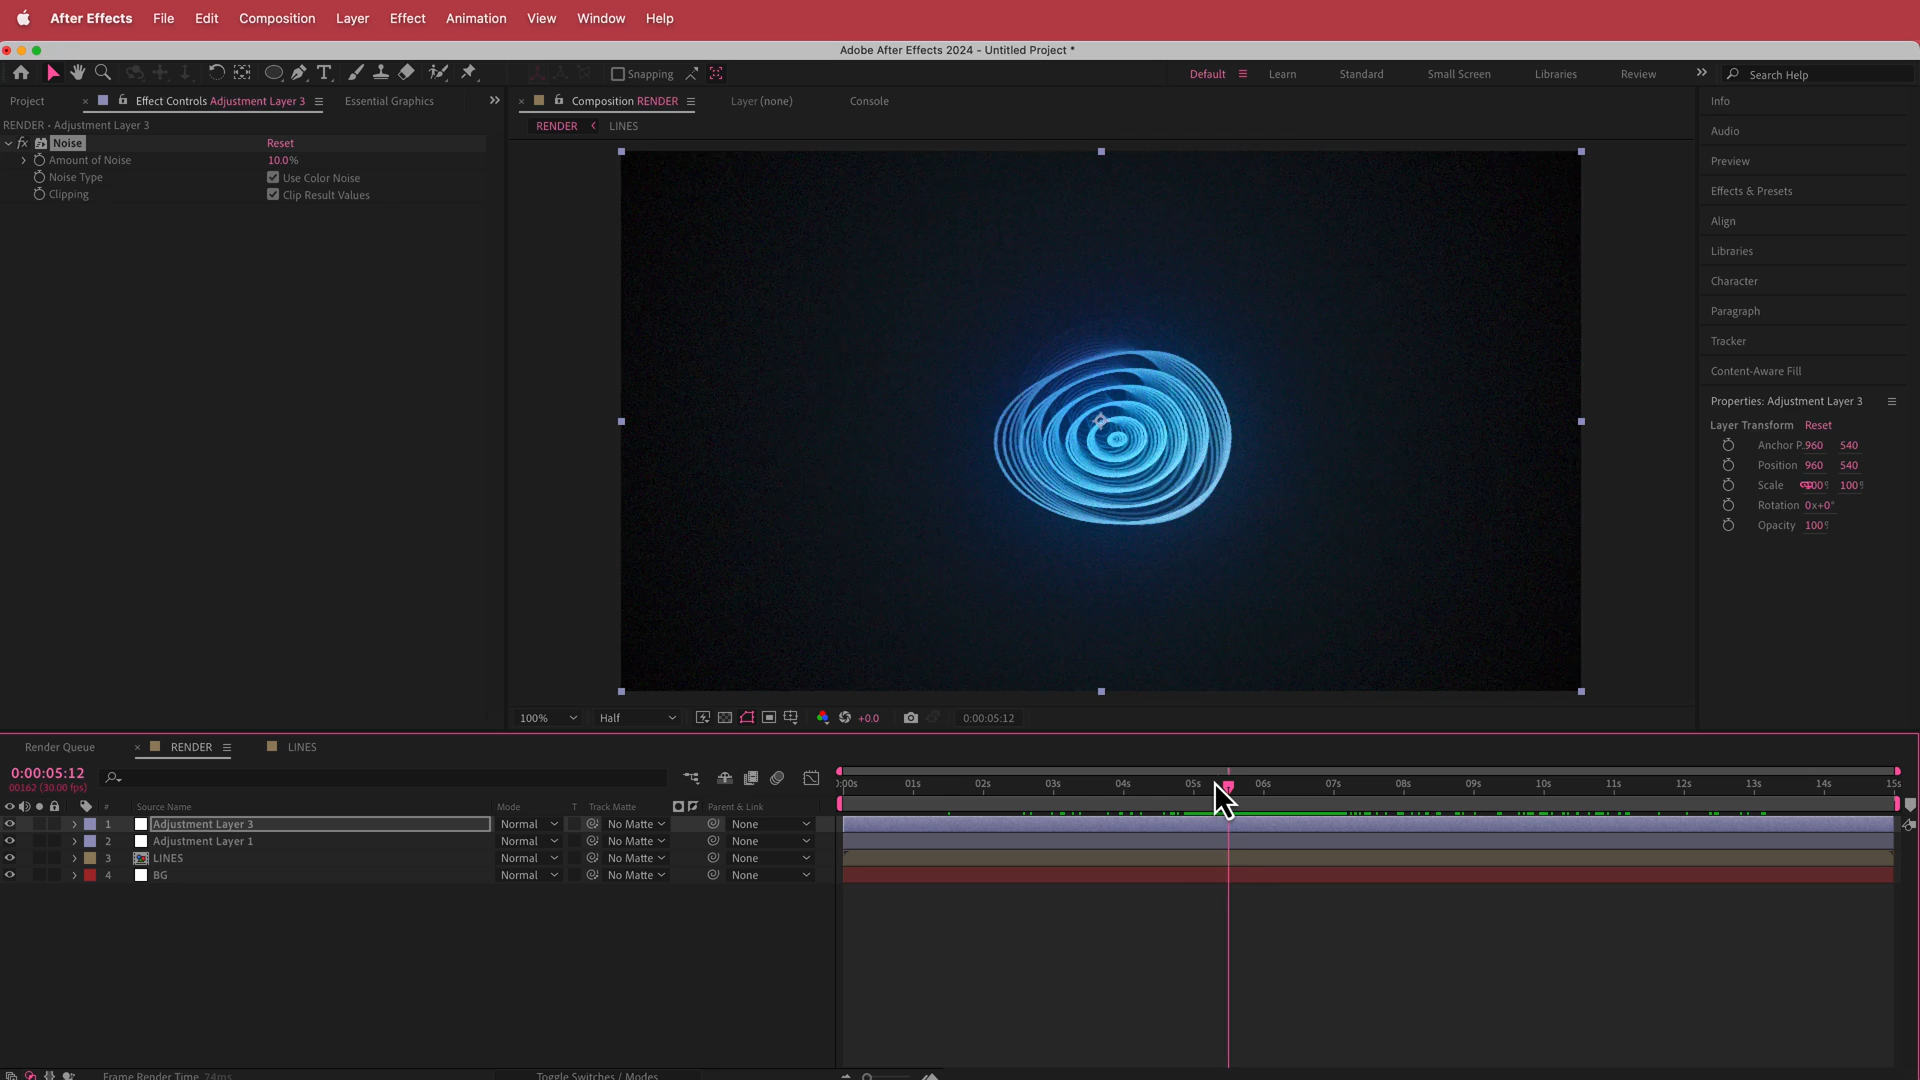 After Effects File Edit Composition Layer Effect Animation View Window Help
Adobe After Effects 2024 - Untitled Project *
Snapping Default Learn Standard Small Screen Libraries Review Search Help
Project Effect Controls Adjustment Layer 3 Essential Graphics
Composition RENDER Layer (none) Console
RENDER • Adjustment Layer 3
RENDER LINES
fx Noise Reset
Amount of Noise 10.0%
Noise Type Use Color Noise
Clipping Clip Result Values
Info
Audio
Preview
Effects & Presets
Align
Libraries
Character
Paragraph
Tracker
Content-Aware Fill
Properties: Adjustment Layer 3
Layer Transform Reset
Anchor P. 960 540
Position 960 540
Scale 100% 100%
Rotation 0x+0°
Opacity 100%
100% Half +0.0 0:00:05:12
Render Queue RENDER LINES
0:00:05:12
00162 (30.00 fps)
:00s 01s 02s 03s 04s 05s 06s 07s 08s 09s 10s 11s 12s 13s 14s 15s
# Source Name Mode T Track Matte Parent & Link
1 Adjustment Layer 3 Normal No Matte None
2 Adjustment Layer 1 Normal No Matte None
3 LINES Normal No Matte None
4 BG Normal No Matte None
Frame Render Time 74ms Toggle Switches / Modes